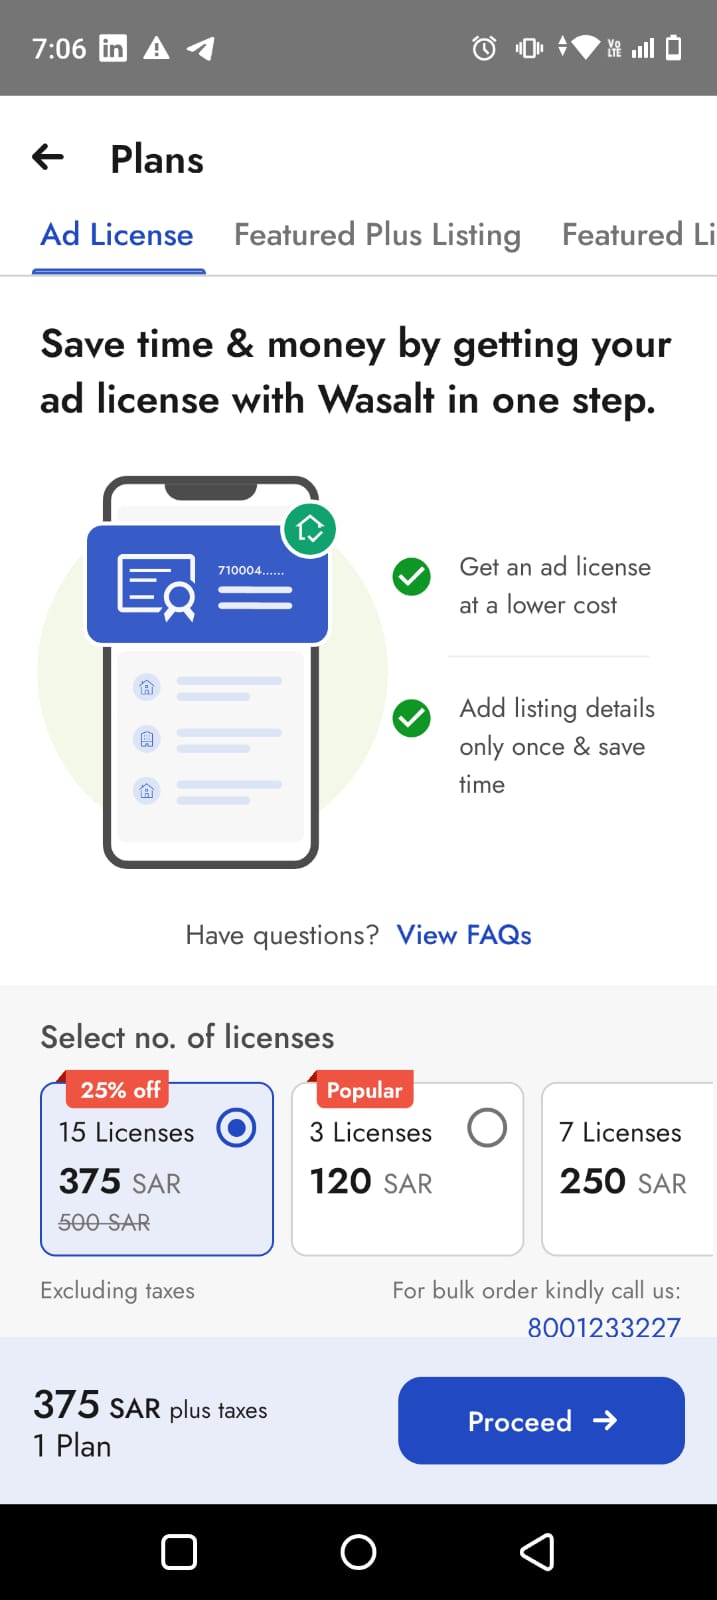 7:06
VoLTE
Plans
Ad License
Featured Plus Listing
Featured Li
Save time & money by getting your
ad license with Wasalt in one step.
710004......
Get an ad license
at a lower cost
Add listing details
only once & save
time
Have questions? View FAQs
Select no. of licenses
25% off
15 Licenses
375 SAR
500 SAR
Popular
3 Licenses
120 SAR
7 Licenses
250 SAR
Excluding taxes
For bulk order kindly call us:
8001233227
375 SAR plus taxes
1 Plan
Proceed